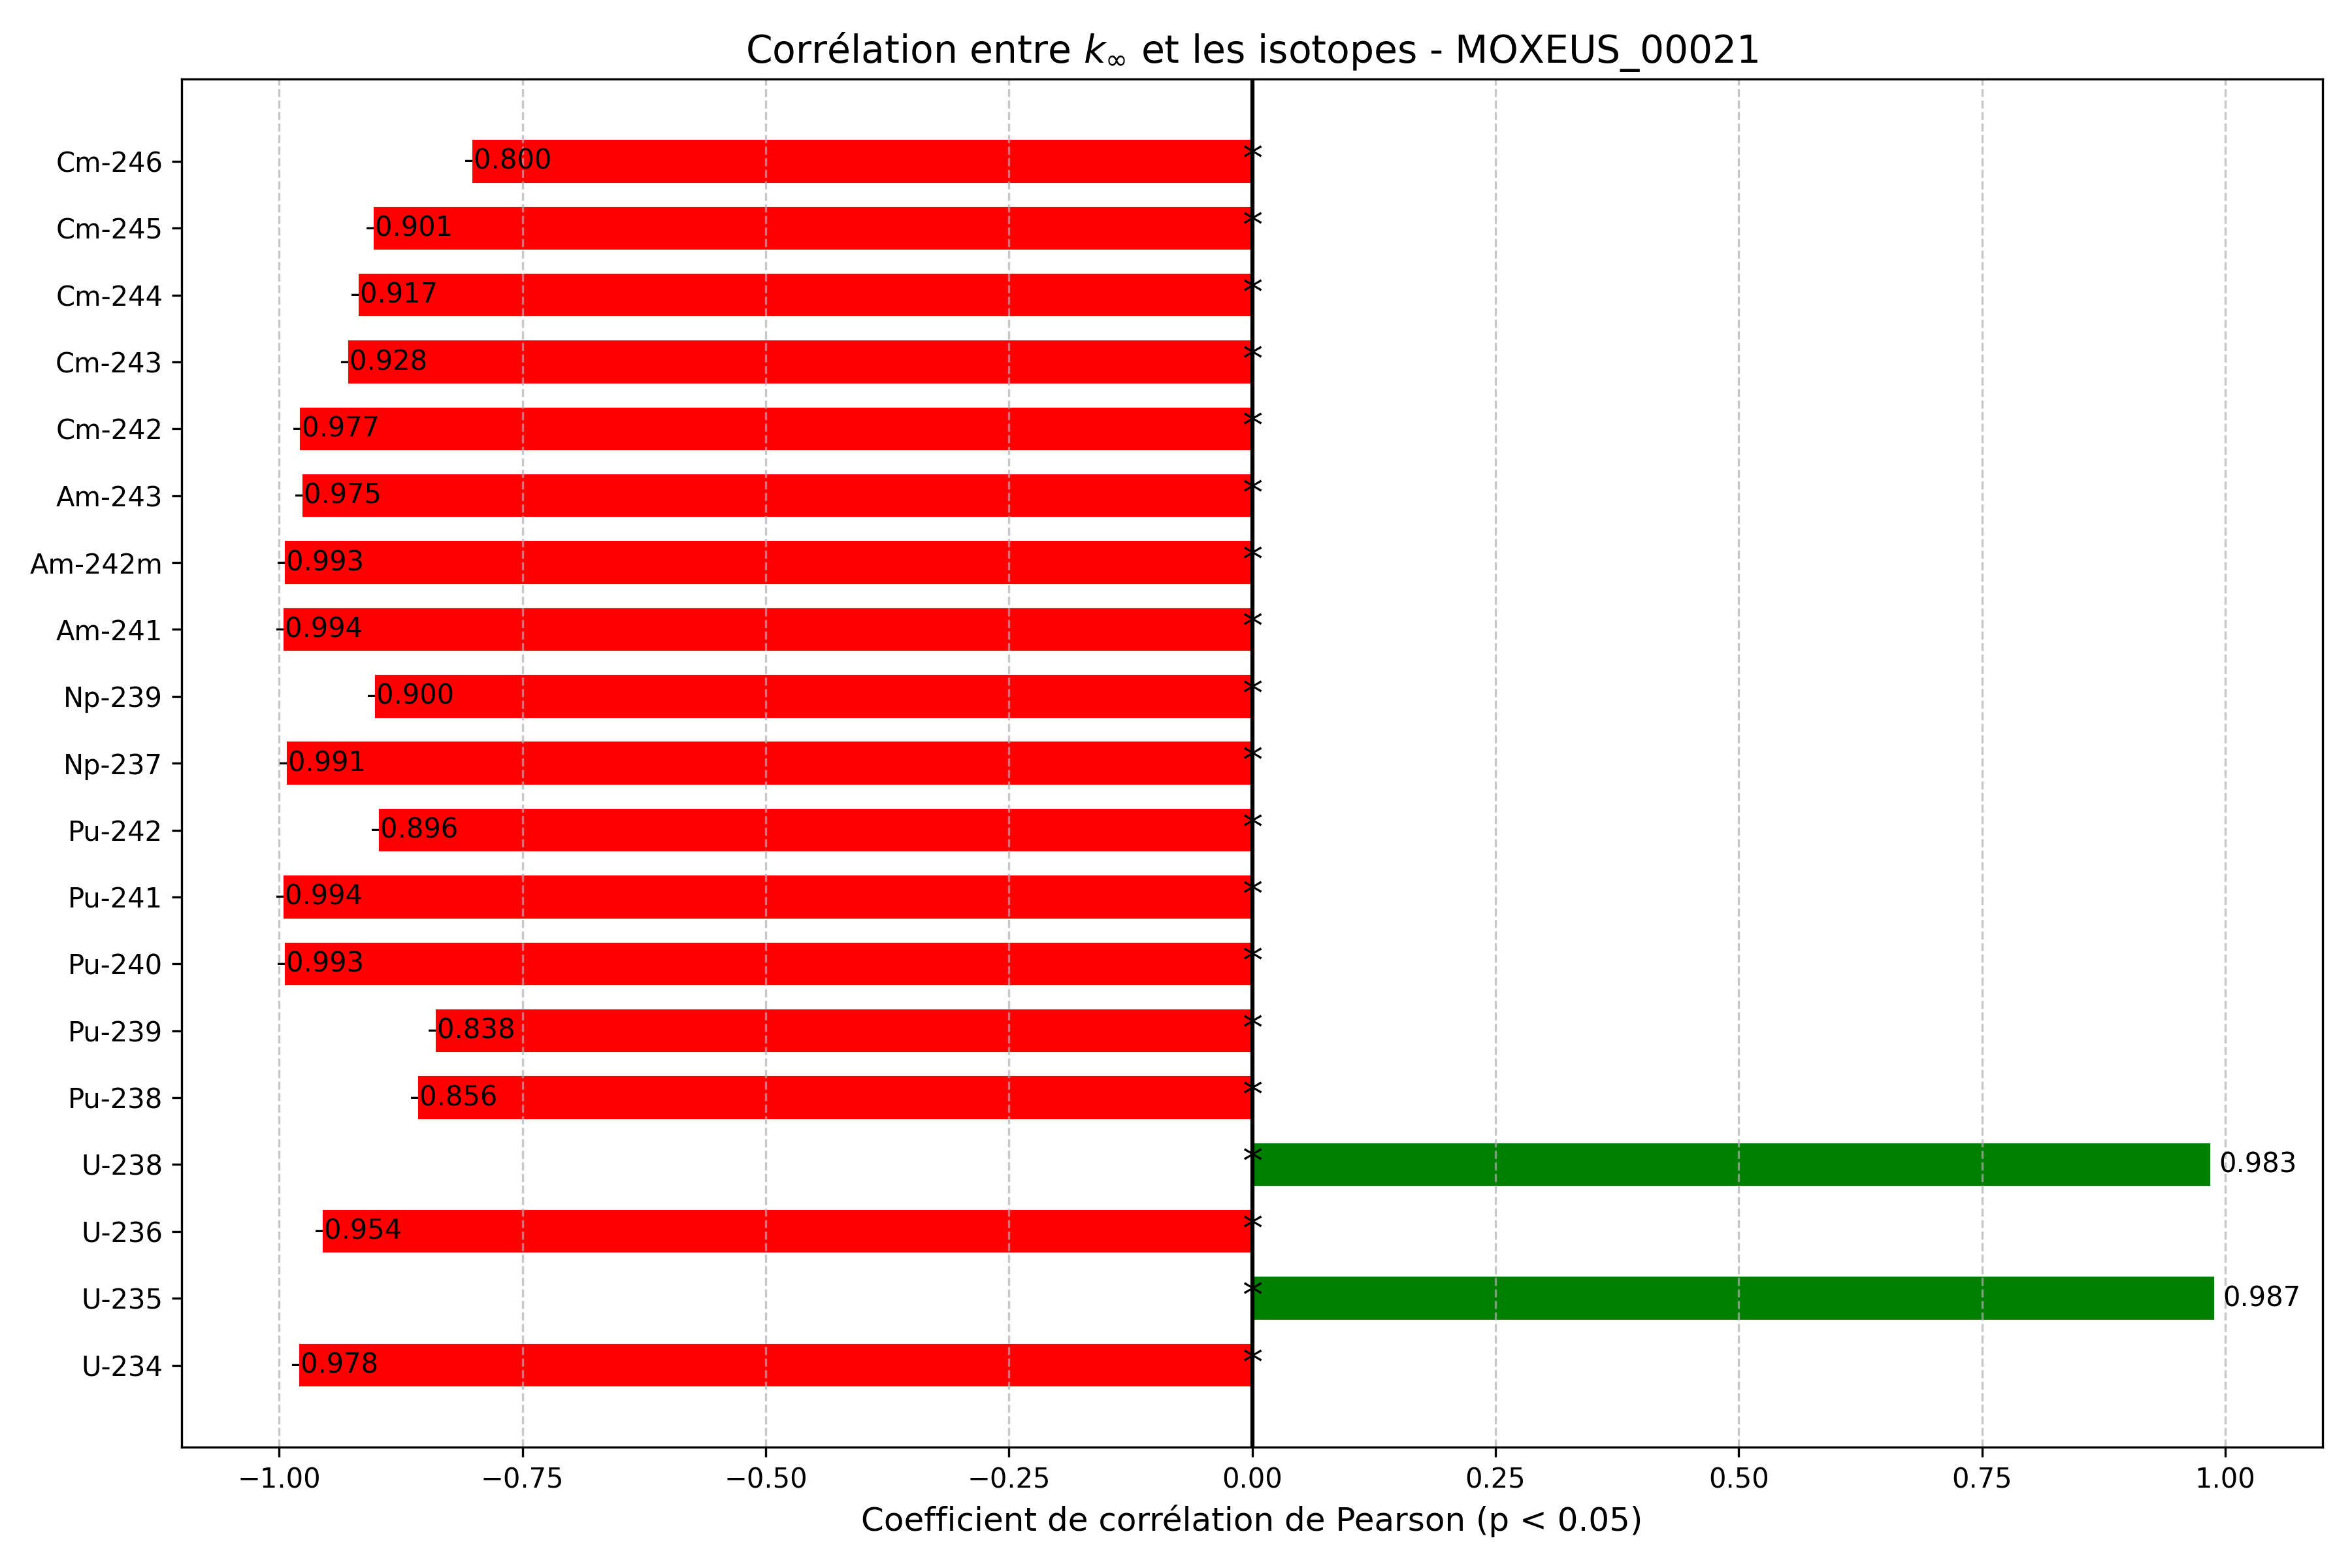 Corrélation entre k∞ et les isotopes - MOXEUS_00021
Cm-246 -0.800 *
Cm-245 -0.901 *
Cm-244 -0.917 *
Cm-243 -0.928 *
Cm-242 -0.977 *
Am-243 -0.975 *
Am-242m -0.993 *
Am-241 -0.994 *
Np-239 -0.900 *
Np-237 -0.991 *
Pu-242 -0.896 *
Pu-241 -0.994 *
Pu-240 -0.993 *
Pu-239 -0.838 *
Pu-238 -0.856 *
U-238 * 0.983
U-236 -0.954 *
U-235 * 0.987
U-234 -0.978 *
−1.00 −0.75 −0.50 −0.25 0.00 0.25 0.50 0.75 1.00
Coefficient de corrélation de Pearson (p < 0.05)